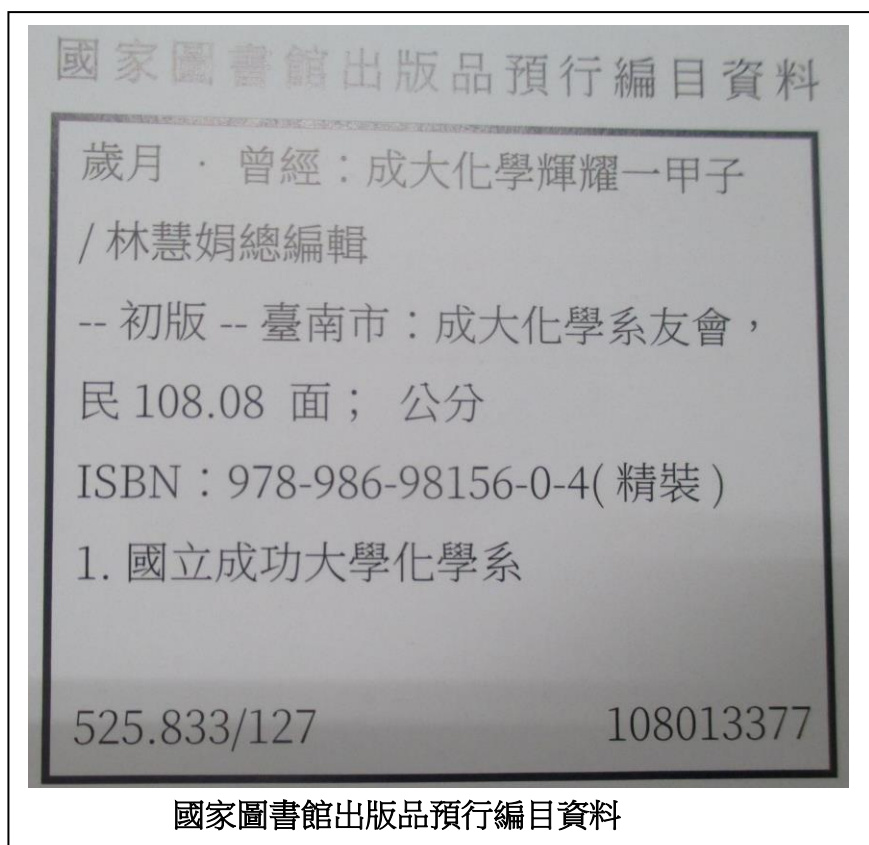 國家圖書館出版品預行編目資料
歲月 · 曾經：成大化學輝耀一甲子
/ 林慧娟總編輯
-- 初版 -- 臺南市：成大化學系友會，
民 108.08 面； 公分
ISBN：978-986-98156-0-4( 精裝 )
1. 國立成功大學化學系
525.833/127 108013377
國家圖書館出版品預行編目資料